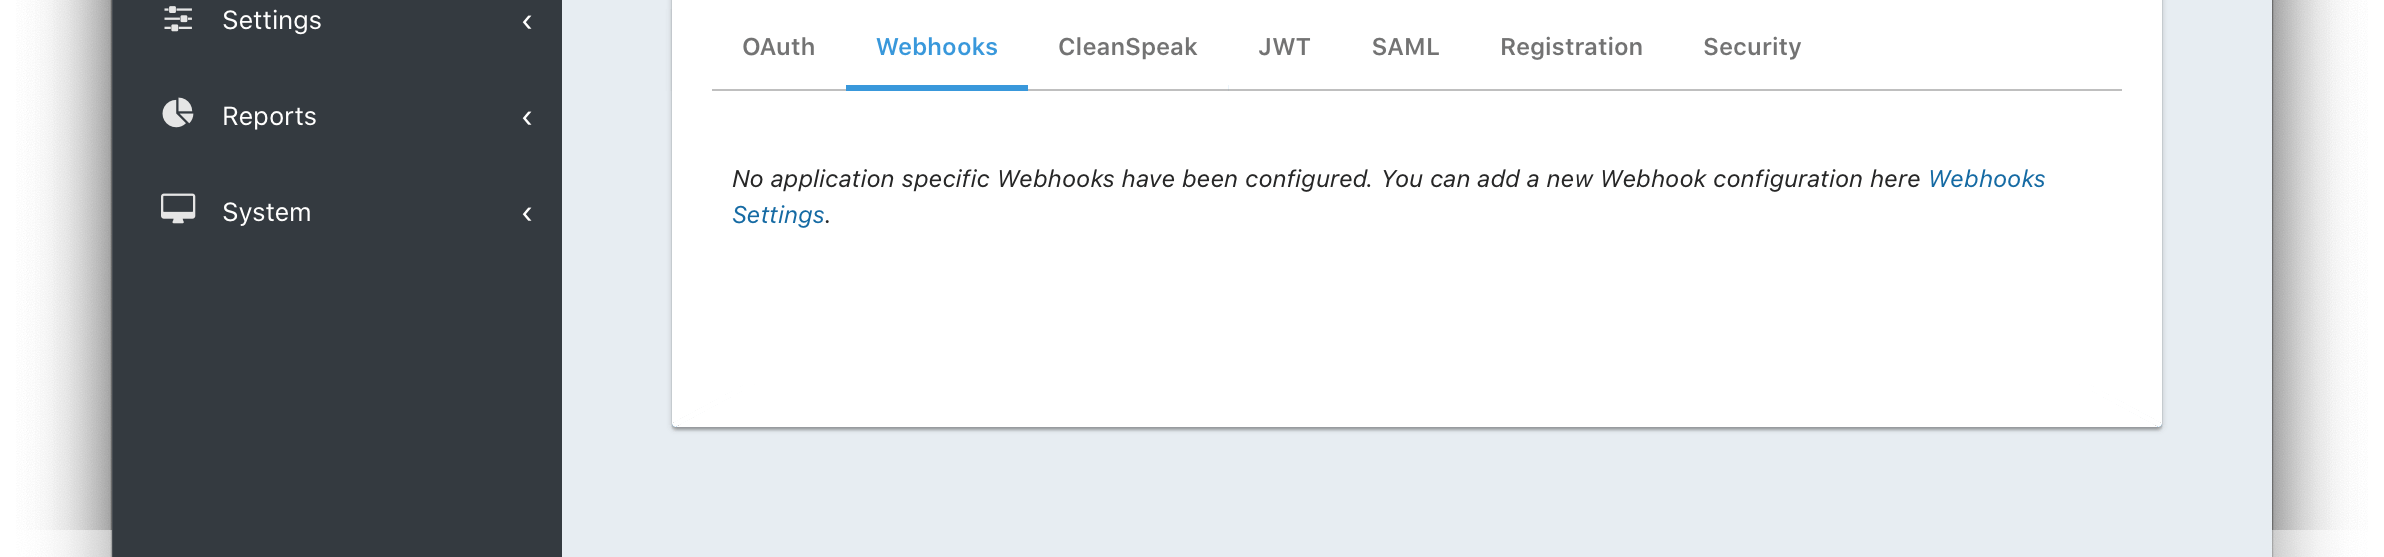 Settings
Reports
System
OAuth Webhooks CleanSpeak JWT SAML Registration Security
No application specific Webhooks have been configured. You can add a new Webhook configuration here Webhooks
Settings.